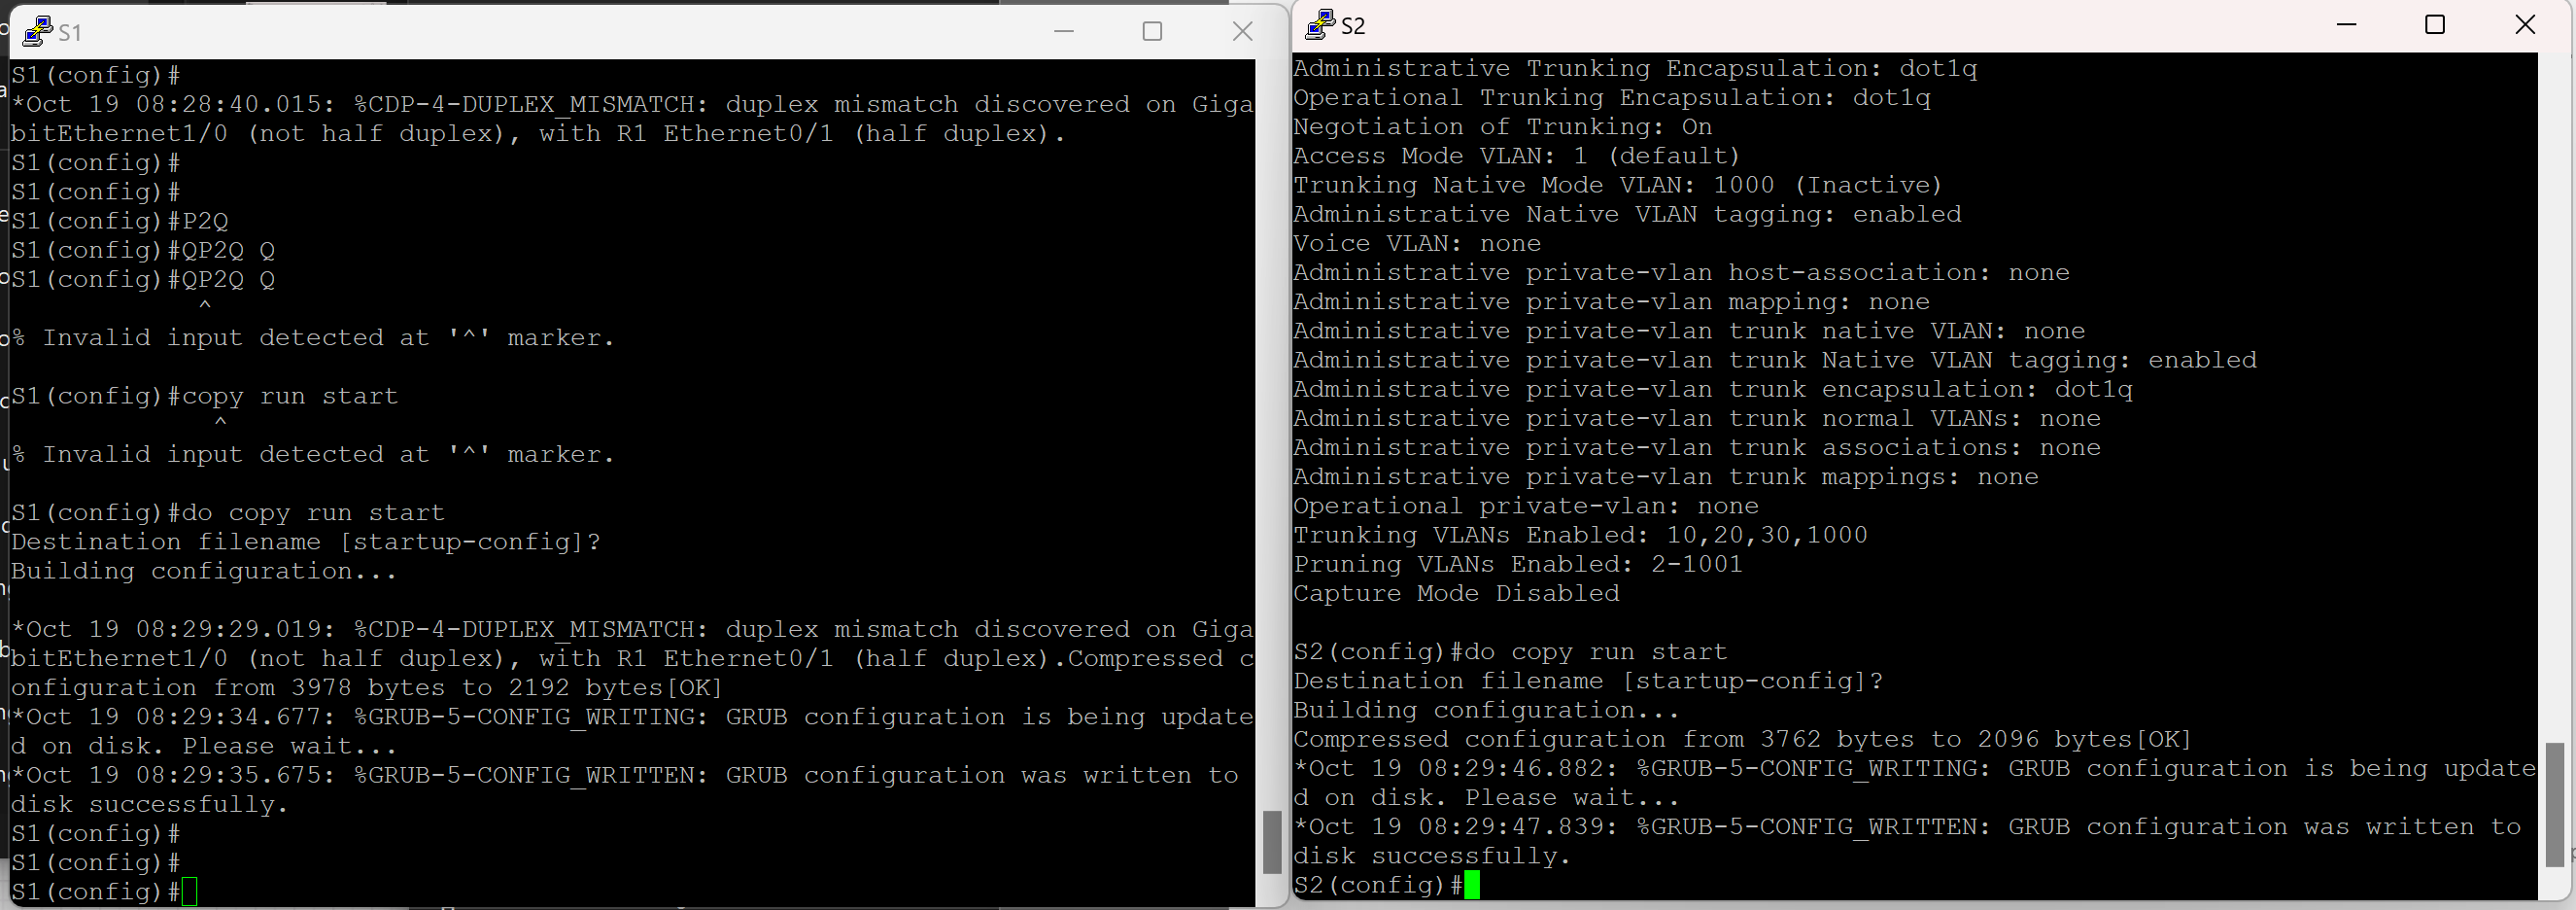 S1
S1(config)#
*Oct 19 08:28:40.015: %CDP-4-DUPLEX_MISMATCH: duplex mismatch discovered on Giga
bitEthernet1/0 (not half duplex), with R1 Ethernet0/1 (half duplex).
S1(config)#
S1(config)#
S1(config)#P2Q
S1(config)#QP2Q Q
S1(config)#QP2Q Q
^
% Invalid input detected at '^' marker.
S1(config)#copy run start
^
% Invalid input detected at '^' marker.
S1(config)#do copy run start
Destination filename [startup-config]?
Building configuration...
*Oct 19 08:29:29.019: %CDP-4-DUPLEX_MISMATCH: duplex mismatch discovered on Giga
bitEthernet1/0 (not half duplex), with R1 Ethernet0/1 (half duplex).Compressed c
onfiguration from 3978 bytes to 2192 bytes[OK]
*Oct 19 08:29:34.677: %GRUB-5-CONFIG_WRITING: GRUB configuration is being update
d on disk. Please wait...
*Oct 19 08:29:35.675: %GRUB-5-CONFIG_WRITTEN: GRUB configuration was written to
disk successfully.
S1(config)#
S1(config)#
S1(config)#
S2
Administrative Trunking Encapsulation: dot1q
Operational Trunking Encapsulation: dot1q
Negotiation of Trunking: On
Access Mode VLAN: 1 (default)
Trunking Native Mode VLAN: 1000 (Inactive)
Administrative Native VLAN tagging: enabled
Voice VLAN: none
Administrative private-vlan host-association: none
Administrative private-vlan mapping: none
Administrative private-vlan trunk native VLAN: none
Administrative private-vlan trunk Native VLAN tagging: enabled
Administrative private-vlan trunk encapsulation: dot1q
Administrative private-vlan trunk normal VLANs: none
Administrative private-vlan trunk associations: none
Administrative private-vlan trunk mappings: none
Operational private-vlan: none
Trunking VLANs Enabled: 10,20,30,1000
Pruning VLANs Enabled: 2-1001
Capture Mode Disabled
S2(config)#do copy run start
Destination filename [startup-config]?
Building configuration...
Compressed configuration from 3762 bytes to 2096 bytes[OK]
*Oct 19 08:29:46.882: %GRUB-5-CONFIG_WRITING: GRUB configuration is being update
d on disk. Please wait...
*Oct 19 08:29:47.839: %GRUB-5-CONFIG_WRITTEN: GRUB configuration was written to
disk successfully.
S2(config)#